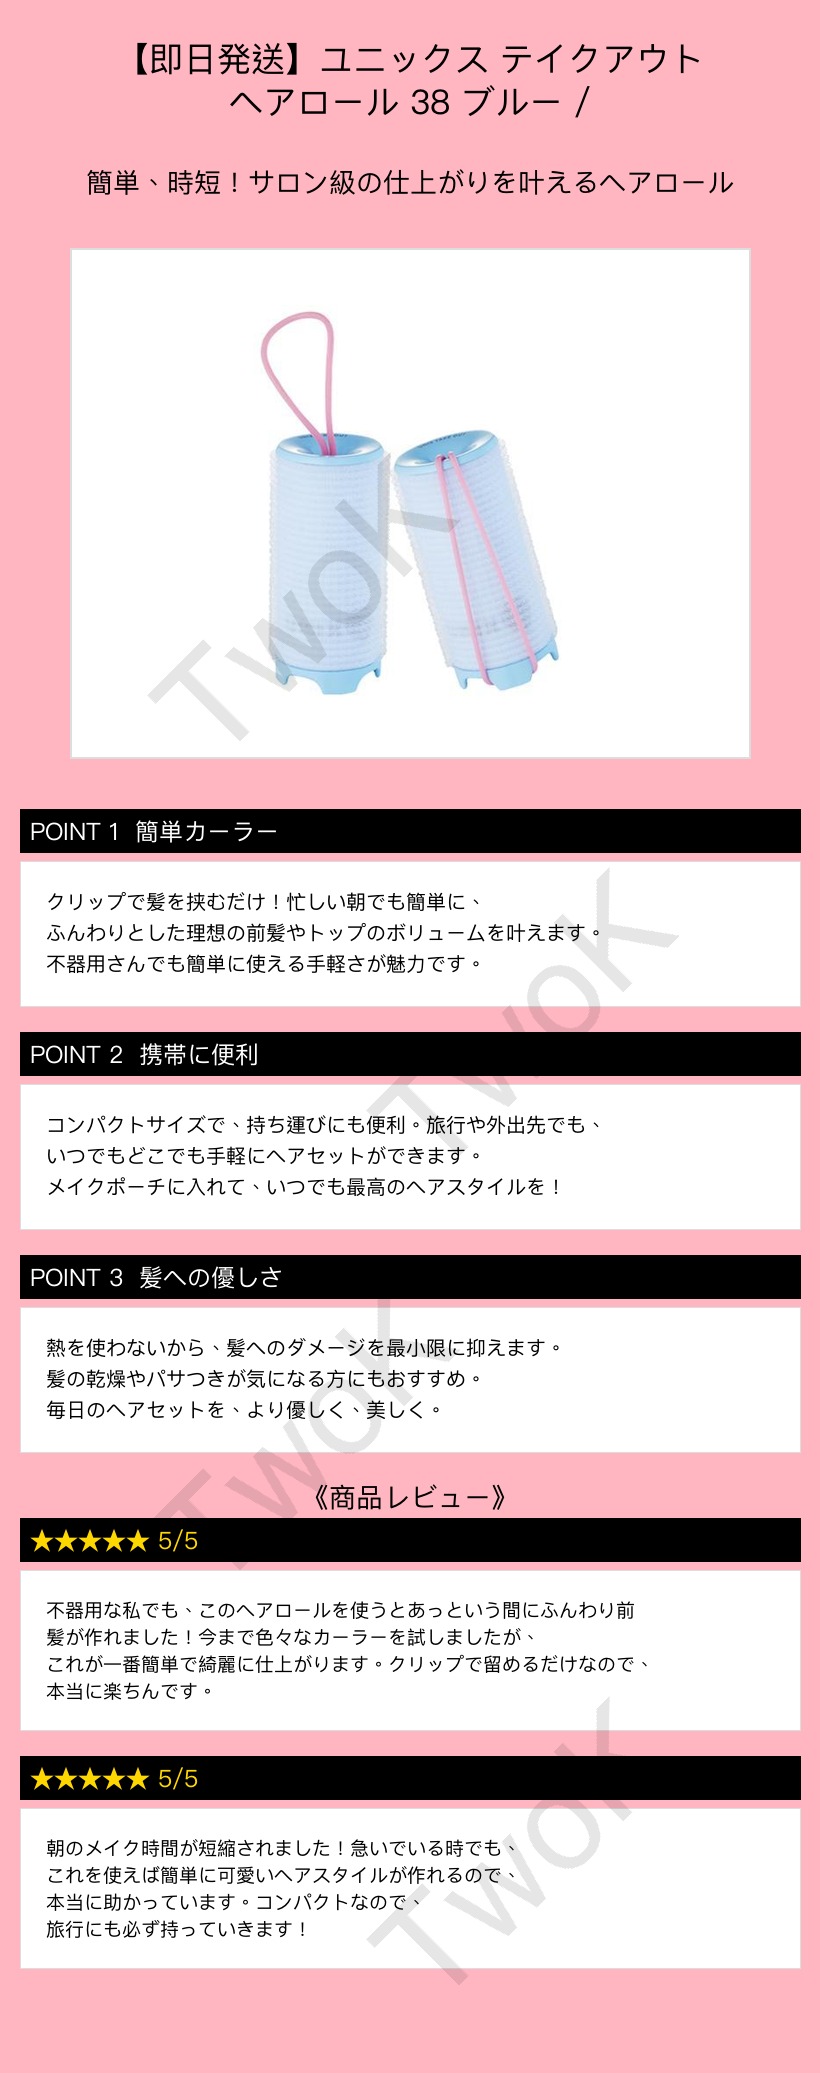 【即日発送】ユニックス テイクアウト
ヘアロール 38 ブルー /
簡単、時短！サロン級の仕上がりを叶えるヘアロール
TwoK
POINT 1 簡単カーラー
クリップで髪を挟むだけ！忙しい朝でも簡単に、
ふんわりとした理想の前髪やトップのボリュームを叶えます。
不器用さんでも簡単に使える手軽さが魅力です。
TwoK
POINT 2 携帯に便利
コンパクトサイズで、持ち運びにも便利。旅行や外出先でも、
いつでもどこでも手軽にヘアセットができます。
メイクポーチに入れて、いつでも最高のヘアスタイルを！
POINT 3 髪への優しさ
熱を使わないから、髪へのダメージを最小限に抑えます。
髪の乾燥やパサつきが気になる方にもおすすめ。
毎日のヘアセットを、より優しく、美しく。
TwoK
《商品レビュー》
★★★★★ 5/5
不器用な私でも、このヘアロールを使うとあっという間にふんわり前
髪が作れました！今まで色々なカーラーを試しましたが、
これが一番簡単で綺麗に仕上がります。クリップで留めるだけなので、
本当に楽ちんです。
★★★★★ 5/5
朝のメイク時間が短縮されました！急いでいる時でも、
これを使えば簡単に可愛いヘアスタイルが作れるので、
本当に助かっています。コンパクトなので、
旅行にも必ず持っていきます！
TwoK